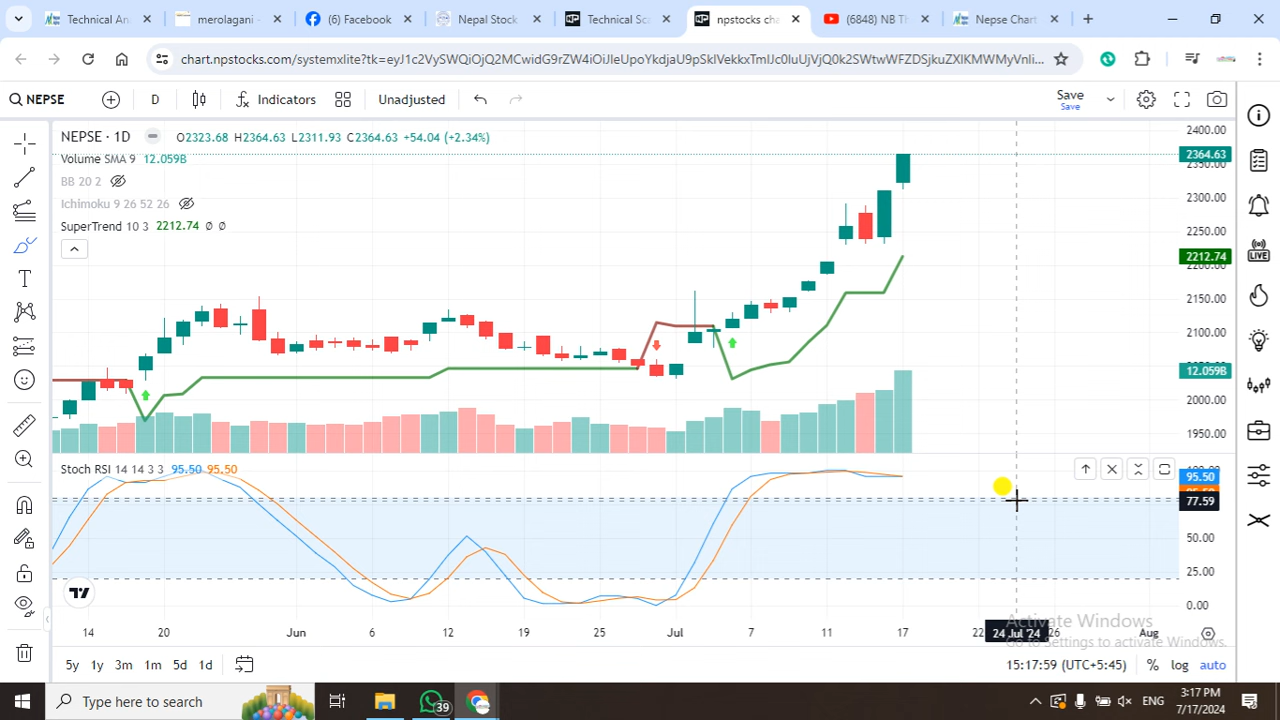 Technical An
merolagani
(6) Facebook
Nepal Stock
Technical Sc
npstocks cha
(6848) NB Th
Nepse Chart
chart.npstocks.com/systemxlite?tk=
NEPSE
D
Indicators
Unadjusted
Save
Save
NEPSE · 1D O2323.68 H2364.63 L2311.93 C2364.63 +54.04 (+2.34%)
Volume SMA 9 12.059B
BB 20 2
Ichimoku 9 26 52 26
SuperTrend 10 3 2212.74 Ø Ø
2400.00
2364.63
2350.00
2300.00
2250.00
2212.74
2200.00
2150.00
2100.00
12.059B
2000.00
1950.00
LIVE
Stoch RSI 14 14 3 3 95.50 95.50
95.50
77.59
50.00
25.00
0.00
14 20 Jun 6 12 19 25 Jul 7 11 17 22 24 Jul '24 26 Aug
Activate Windows
Go to Settings to activate Windows.
5y 1y 3m 1m 5d 1d
15:17:59 (UTC+5:45) % log auto
Type here to search
39
ENG
3:17 PM
7/17/2024